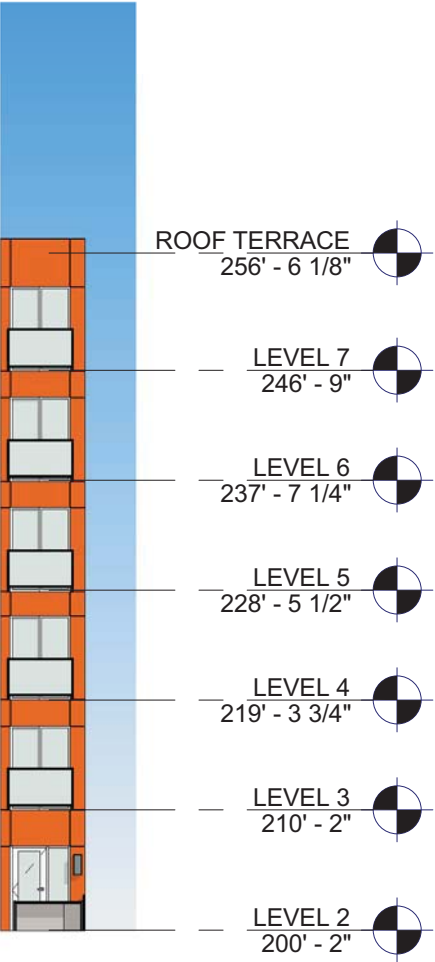 ROOF TERRACE
256' - 6 1/8"
LEVEL 7
246' - 9"
LEVEL 6
237' - 7 1/4"
LEVEL 5
228' - 5 1/2"
LEVEL 4
219' - 3 3/4"
LEVEL 3
210' - 2"
LEVEL 2
200' - 2"